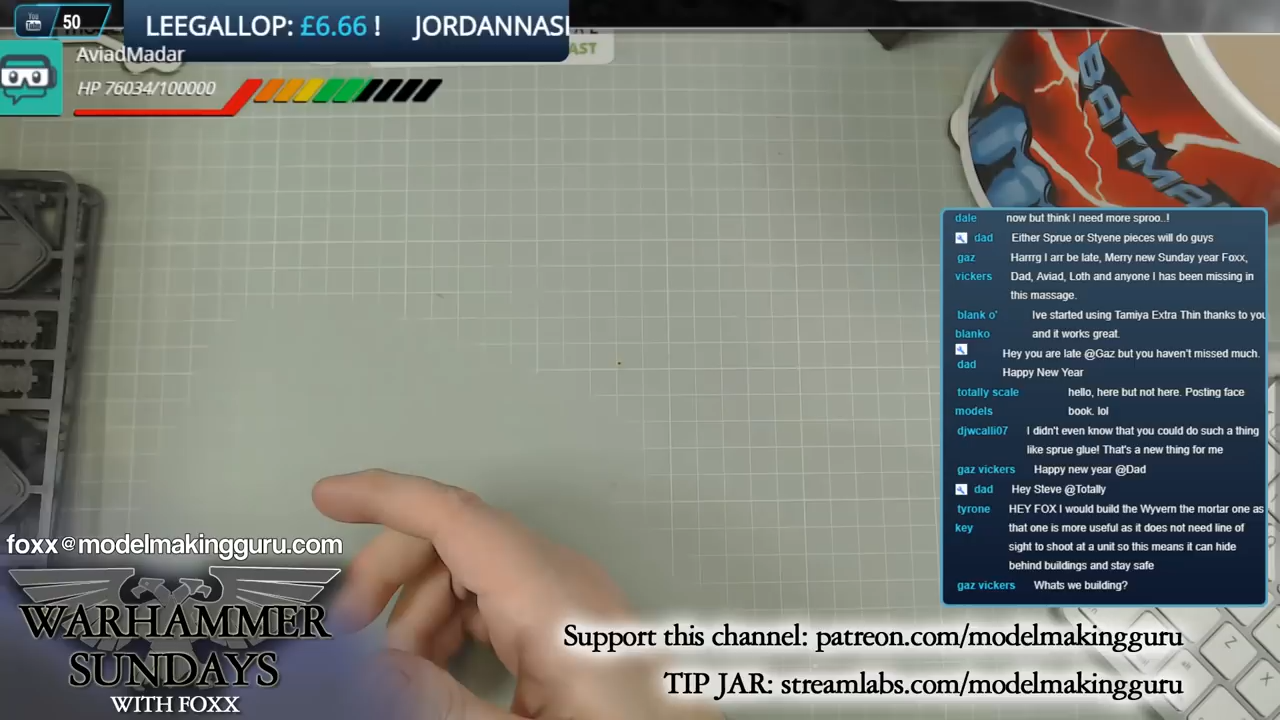 You
Tube
50
LEEGALLOP: £6.66 !
JORDANNAS
AST
AviadMadar
HP 76034/100000
BATMAN
dale now but think I need more sproo..!
dad Either Sprue or Styene pieces will do guys
gaz Harrrg I arr be late, Merry new Sunday year Foxx,
vickers Dad, Aviad, Loth and anyone I has been missing in
this massage.
blank o' Ive started using Tamiya Extra Thin thanks to you
blanko and it works great.
Hey you are late @Gaz but you haven't missed much.
dad Happy New Year
totally scale hello, here but not here. Posting face
models book. lol
djwcalli07 I didn't even know that you could do such a thing
like sprue glue! That's a new thing for me
gaz vickers Happy new year @Dad
dad Hey Steve @Totally
tyrone HEY FOX I would build the Wyvern the mortar one as
key that one is more useful as it does not need line of
sight to shoot at a unit so this means it can hide
behind buildings and stay safe
gaz vickers Whats we building?
foxx@modelmakingguru.com
WARHAMMER
SUNDAYS
WITH FOXX
Support this channel: patreon.com/modelmakingguru
TIP JAR: streamlabs.com/modelmakingguru
Z
X